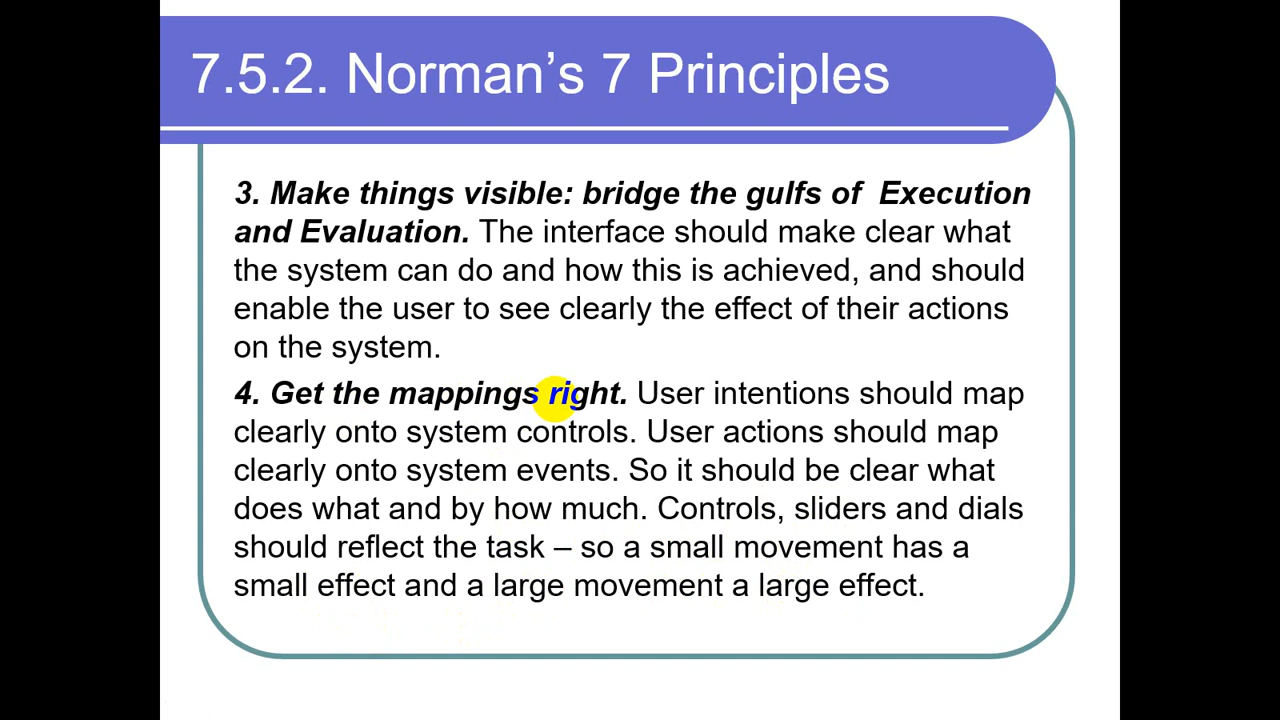 7.5.2. Norman’s 7 Principles
3. Make things visible: bridge the gulfs of  Execution
and Evaluation. The interface should make clear what
the system can do and how this is achieved, and should
enable the user to see clearly the effect of their actions
on the system.
4. Get the mappings right. User intentions should map
clearly onto system controls. User actions should map
clearly onto system events. So it should be clear what
does what and by how much. Controls, sliders and dials
should reflect the task – so a small movement has a
small effect and a large movement a large effect.